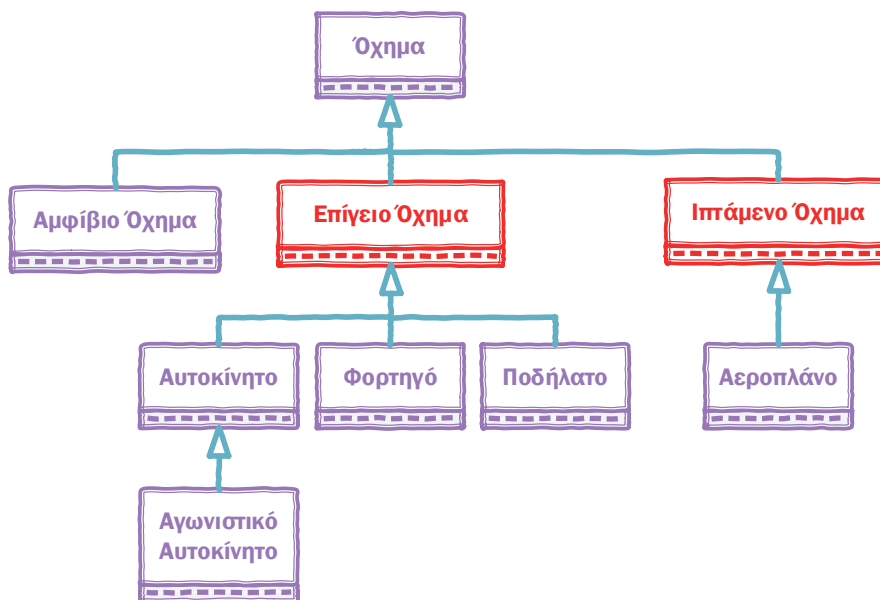 Όχημα
Αμφίβιο Όχημα
Επίγειο Όχημα
Ιπτάμενο Όχημα
Αυτοκίνητο
Φορτηγό
Ποδήλατο
Αεροπλάνο
Αγωνιστικό
Αυτοκίνητο